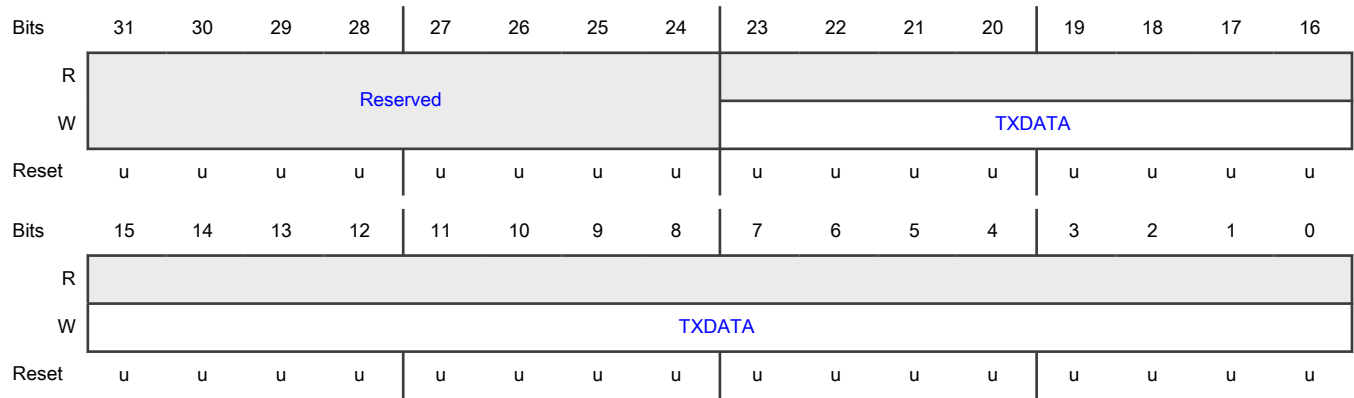 Bits 31 30 29 28 27 26 25 24 23 22 21 20 19 18 17 16
R
Reserved
W TXDATA
Reset u u u u u u u u u u u u u u u u
Bits 15 14 13 12 11 10 9 8 7 6 5 4 3 2 1 0
R
W TXDATA
Reset u u u u u u u u u u u u u u u u